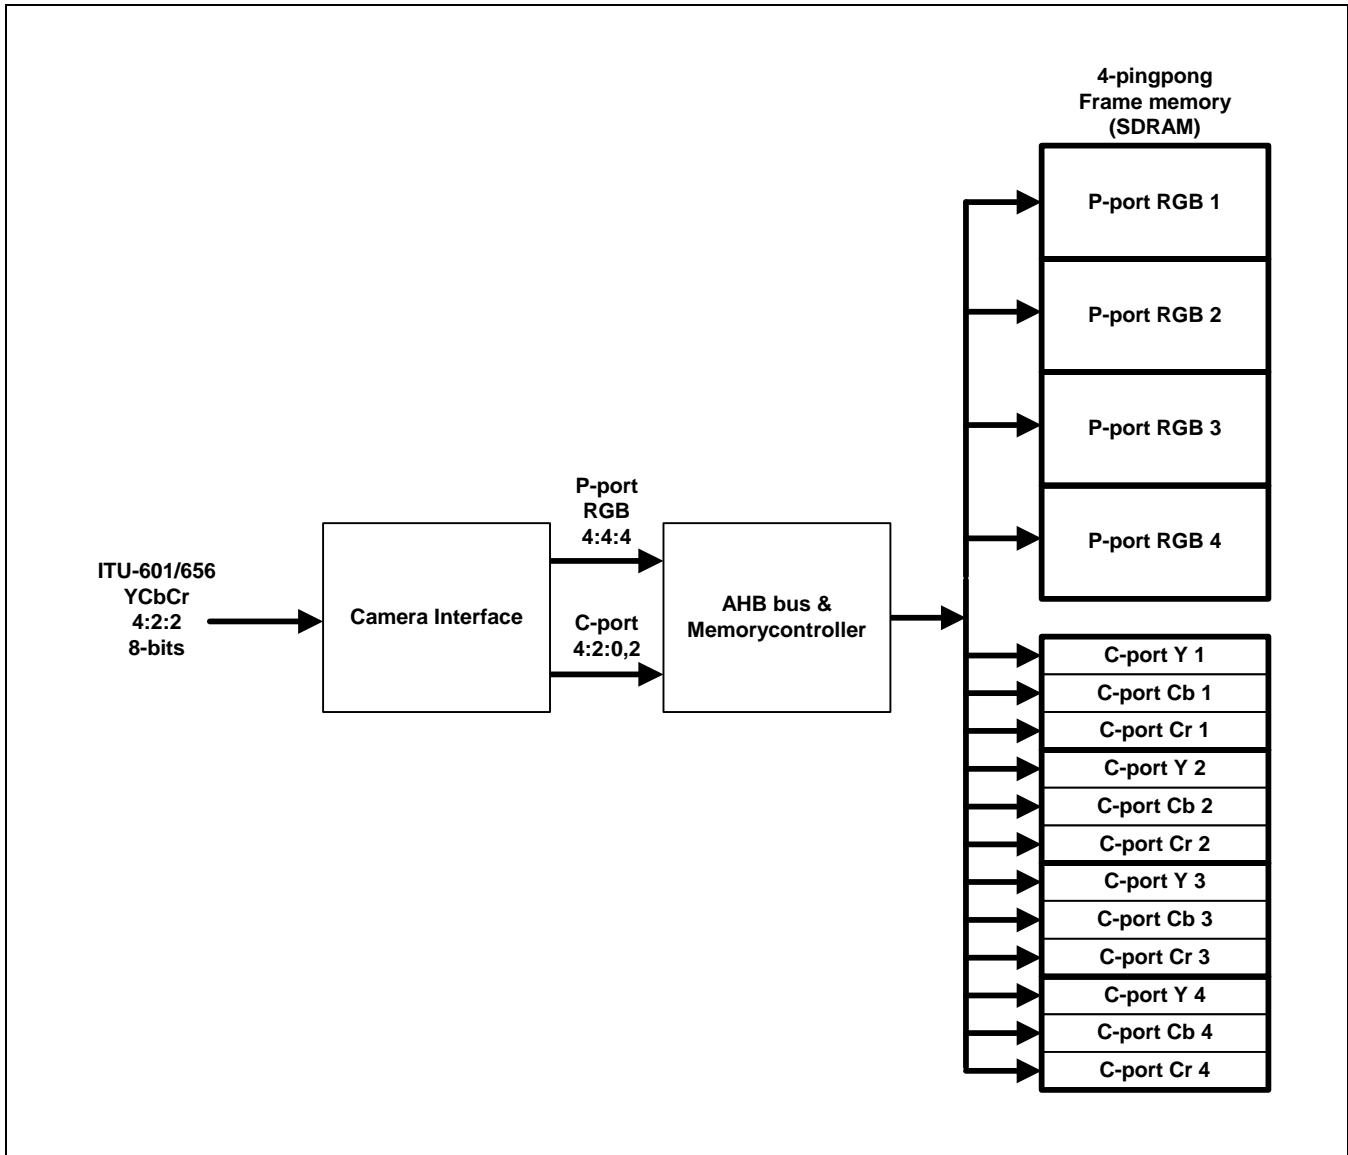 4-pingpong
Frame memory
(SDRAM)
P-port RGB 1
P-port RGB 2
P-port RGB 3
P-port RGB 4
P-port
RGB
4:4:4
ITU-601/656
YCbCr
4:2:2
8-bits
Camera Interface
C-port
4:2:0,2
AHB bus &
Memorycontroller
C-port Y 1
C-port Cb 1
C-port Cr 1
C-port Y 2
C-port Cb 2
C-port Cr 2
C-port Y 3
C-port Cb 3
C-port Cr 3
C-port Y 4
C-port Cb 4
C-port Cr 4